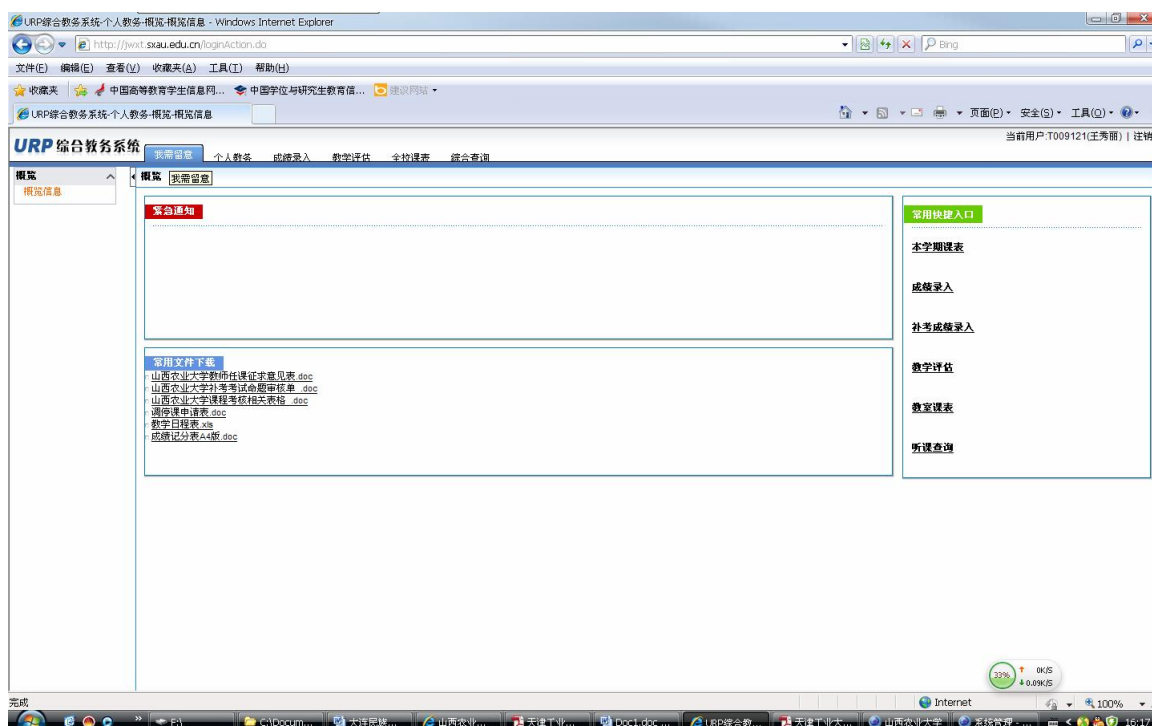 URP综合教务系统-个人教务-概览-概览信息 - Windows Internet Explorer
http://jwxt.sxau.edu.cn/loginAction.do
Bing
文件(F) 编辑(E) 查看(V) 收藏夹(A) 工具(T) 帮助(H)
收藏夹 中国高等教育学生信息网... 中国学位与研究生教育信... 建议网站
URP综合教务系统-个人教务-概览-概览信息
页面(P) 安全(S) 工具(O)
URP 综合教务系统
当前用户:T009121(王秀丽) | 注销
我需留意 个人教务 成绩录入 教学评估 全校课表 综合查询
概览
概览信息
概览 我需留意
紧急通知
常用文件下载
山西农业大学教师任课征求意见表.doc
山西农业大学补考考试命题审核单 .doc
山西农业大学课程考核相关表格 .doc
调停课申请表.doc
教学日程表.xls
成绩记分表A4版.doc
常用快捷入口
本学期课表
成绩录入
补考成绩录入
教学评估
教室课表
听课查询
33% 0K/S
0.09K/S
完成
Internet 100%
F:\ C:\Docum... 大连民族... 山西农业... 天津工业... Doc1.doc ... URP综合教... 天津工业大... 山西农业大学 系统管理 - ... 16:17